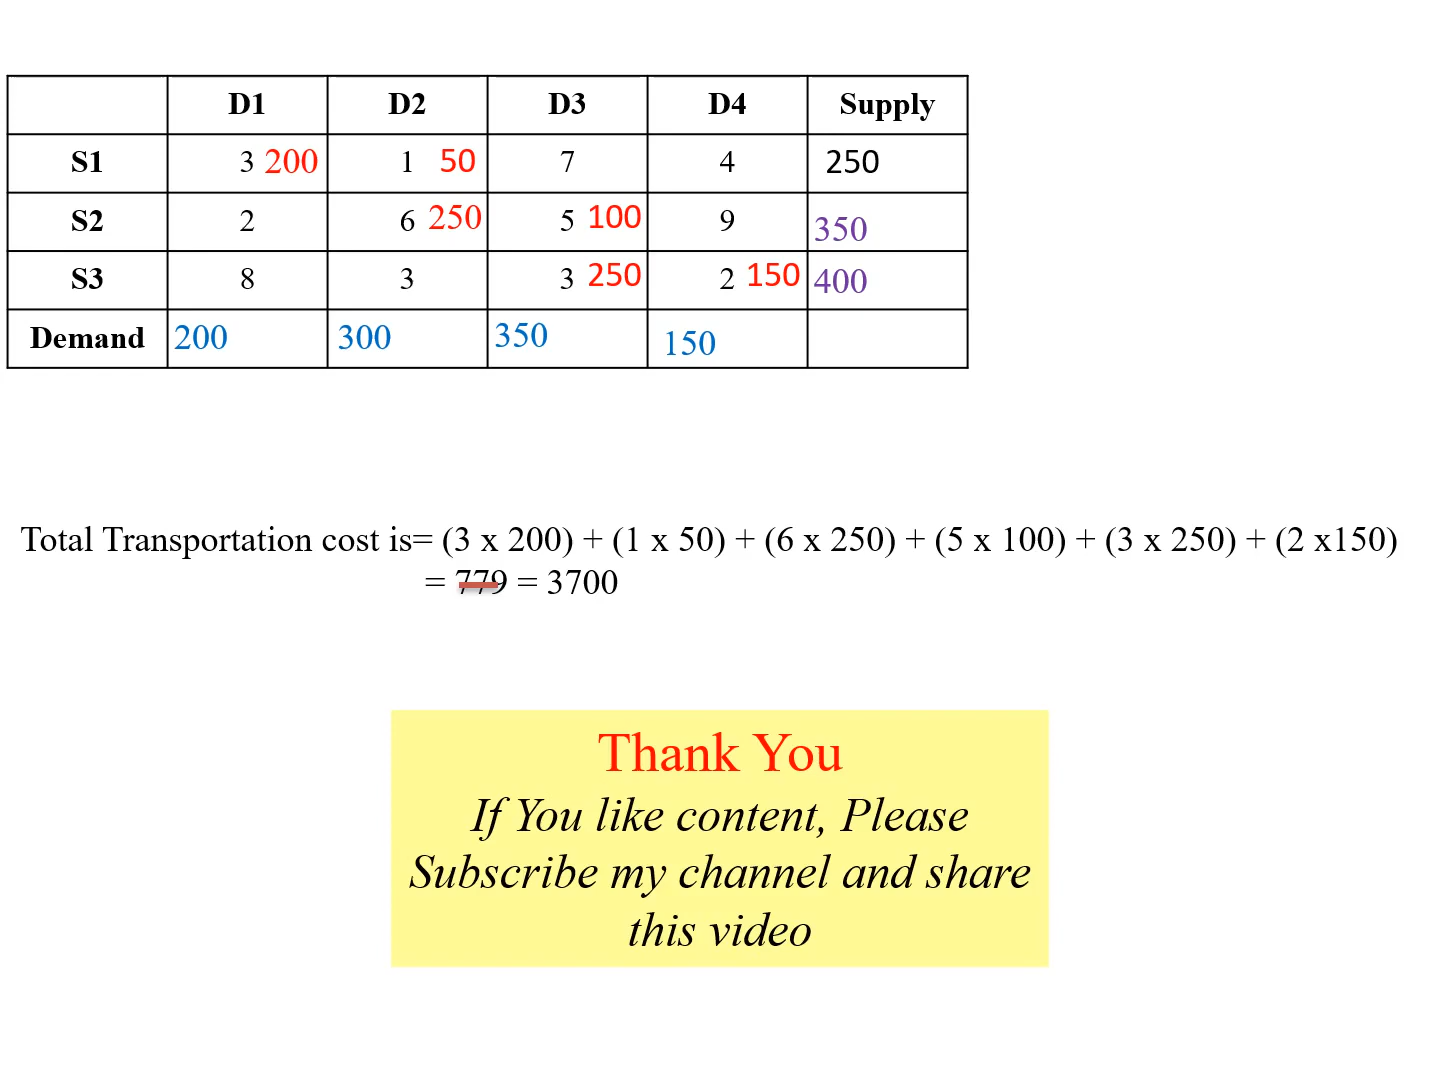 D1 D2 D3 D4 Supply
S1 3 200 1 50 7 4 250
S2 2 6 250 5 100 9 350
S3 8 3 3 250 2 150 400
Demand 200 300 350 150
Total Transportation cost is= (3 x 200) + (1 x 50) + (6 x 250) + (5 x 100) + (3 x 250) + (2 x150)
= 779 = 3700
Thank You
If You like content, Please
Subscribe my channel and share
this video